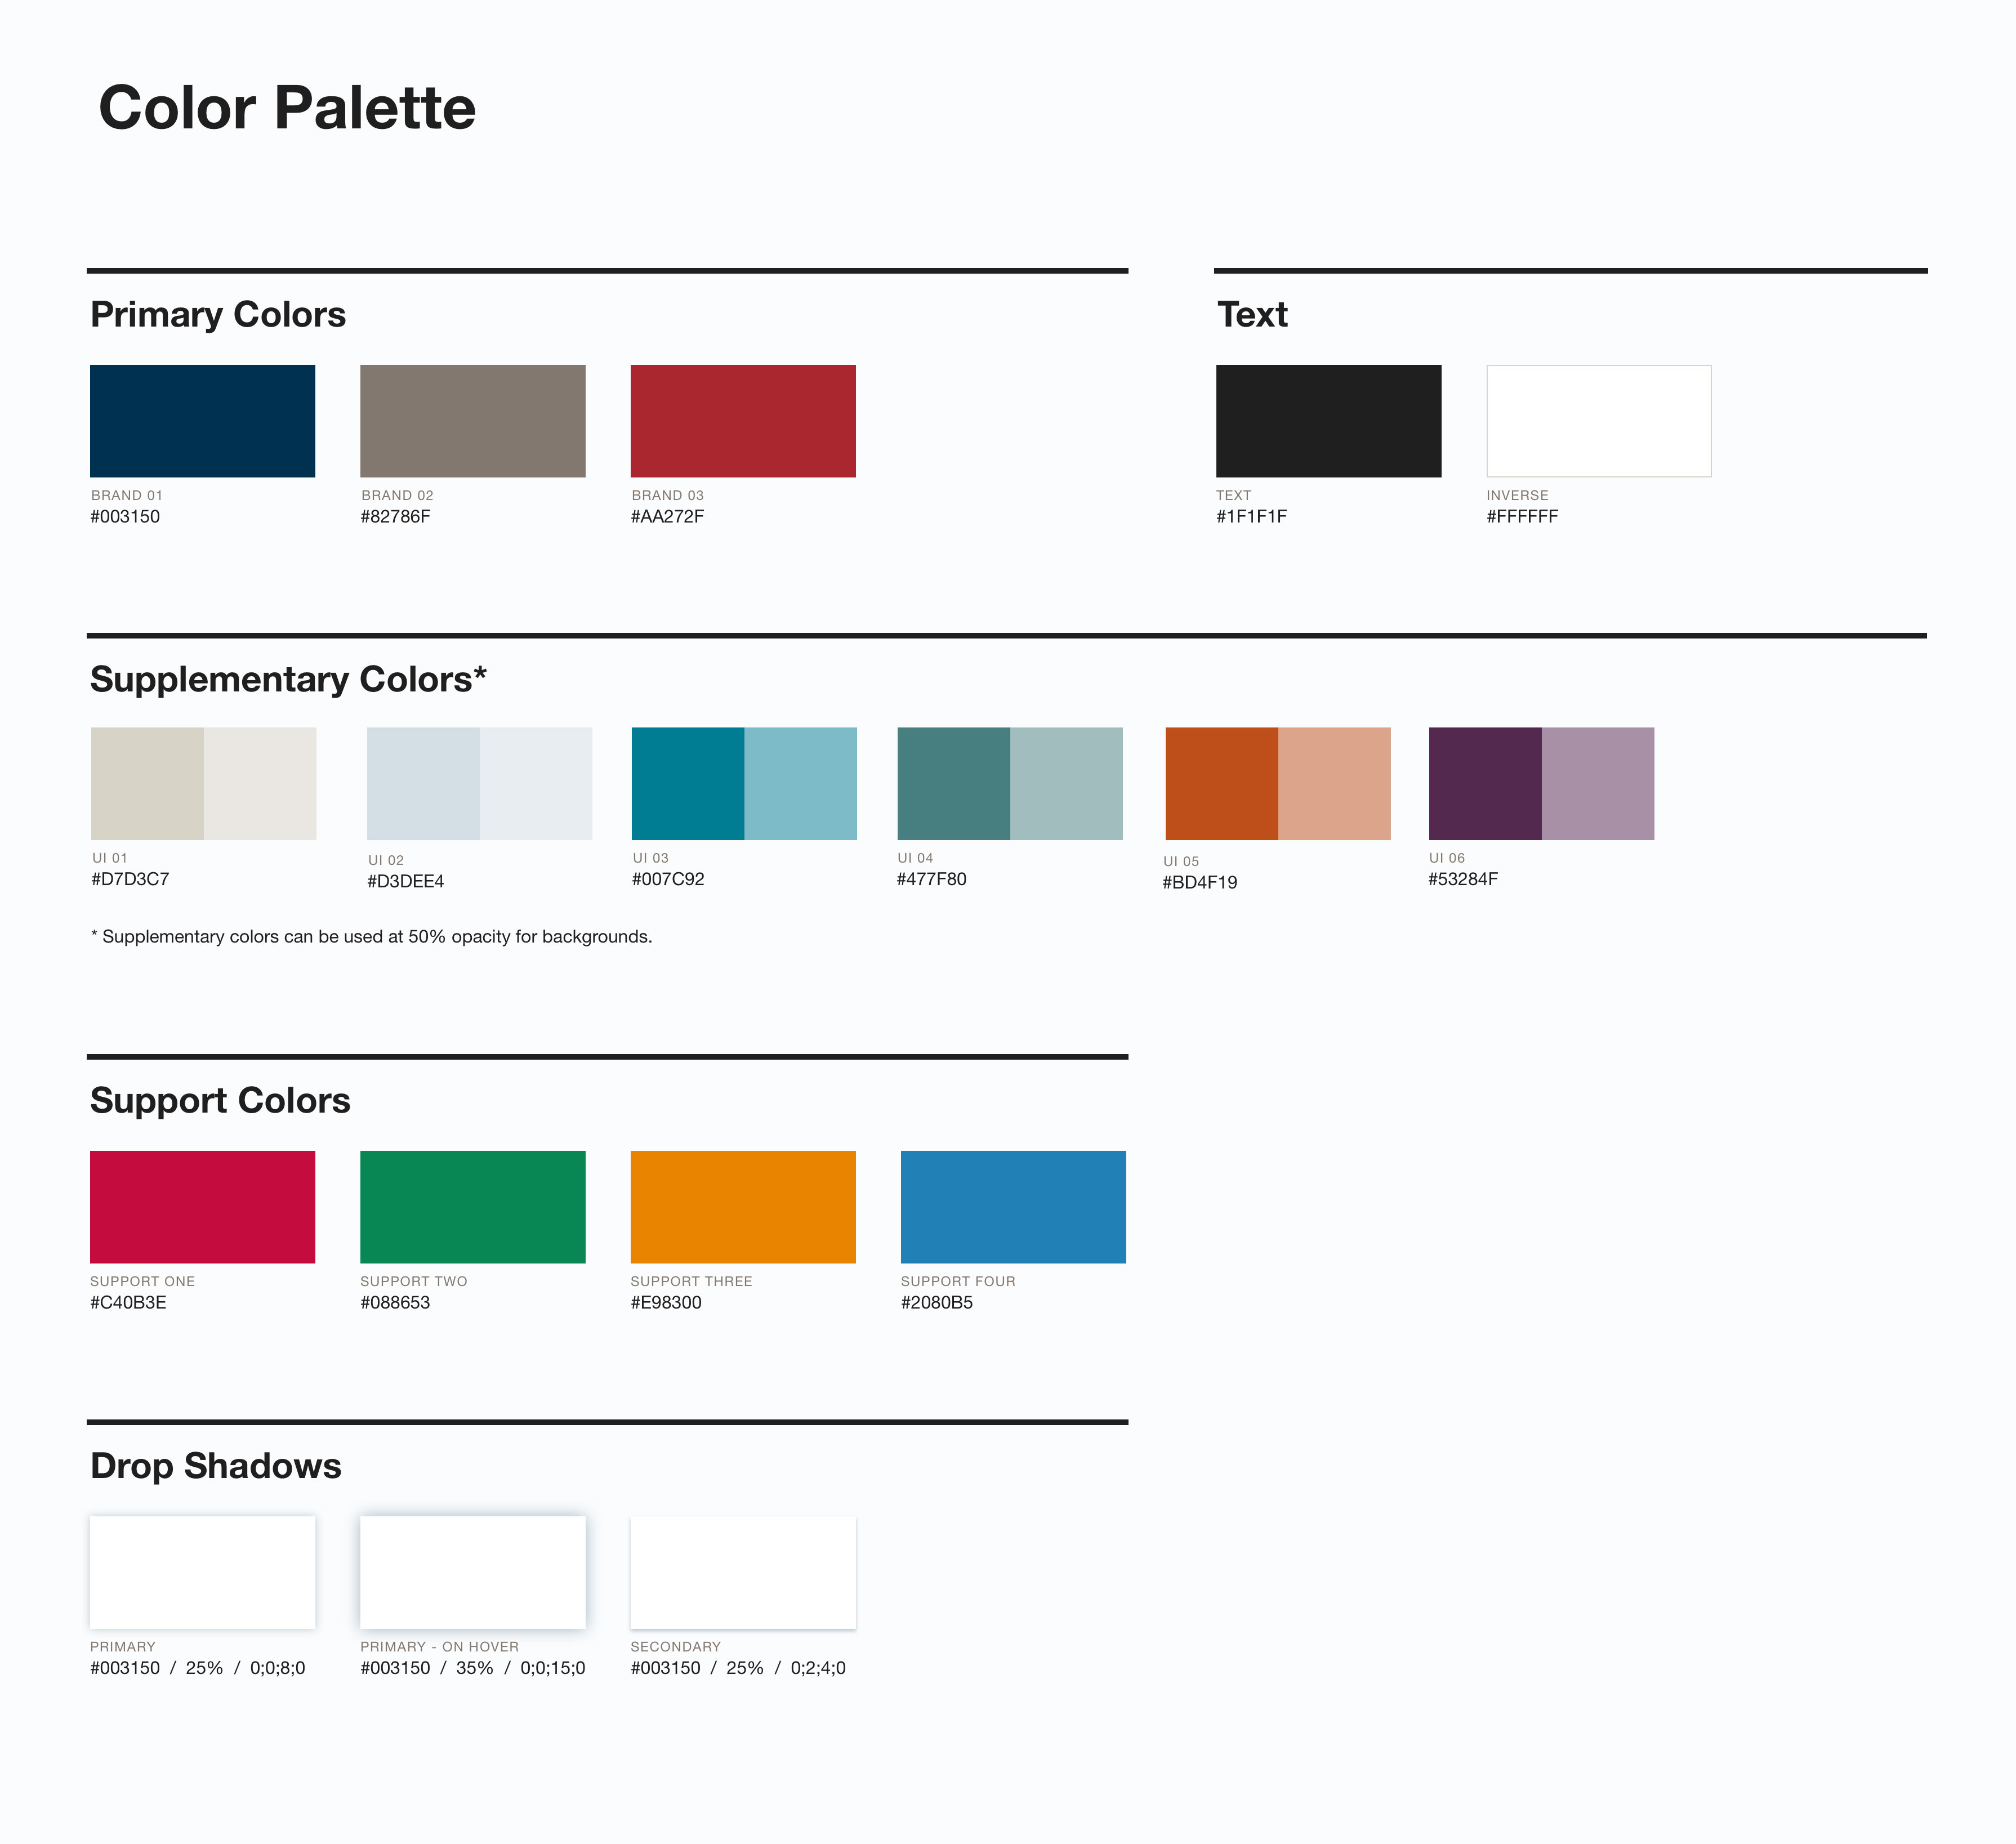 Color Palette
Primary Colors
BRAND 01
#003150
BRAND 02
#82786F
BRAND 03
#AA272F
Text
TEXT
#1F1F1F
INVERSE
#FFFFFF
Supplementary Colors*
UI 01
#D7D3C7
UI 02
#D3DEE4
UI 03
#007C92
UI 04
#477F80
UI 05
#BD4F19
UI 06
#53284F
* Supplementary colors can be used at 50% opacity for backgrounds.
Support Colors
SUPPORT ONE
#C40B3E
SUPPORT TWO
#088653
SUPPORT THREE
#E98300
SUPPORT FOUR
#2080B5
Drop Shadows
PRIMARY
#003150 / 25% / 0;0;8;0
PRIMARY - ON HOVER
#003150 / 35% / 0;0;15;0
SECONDARY
#003150 / 25% / 0;2;4;0